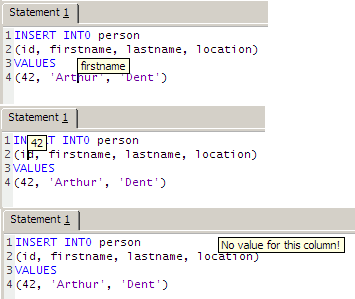 Statement 1
1 INSERT INTO person
2 (id, firstname, lastname, location)
3 VALUES
firstname
4 (42, 'Arthur', 'Dent')
Statement 1
42
1 INSERT INTO person
2 (id, firstname, lastname, location)
3 VALUES
4 (42, 'Arthur', 'Dent')
Statement 1
1 INSERT INTO person
No value for this column!
2 (id, firstname, lastname, location)
3 VALUES
4 (42, 'Arthur', 'Dent')